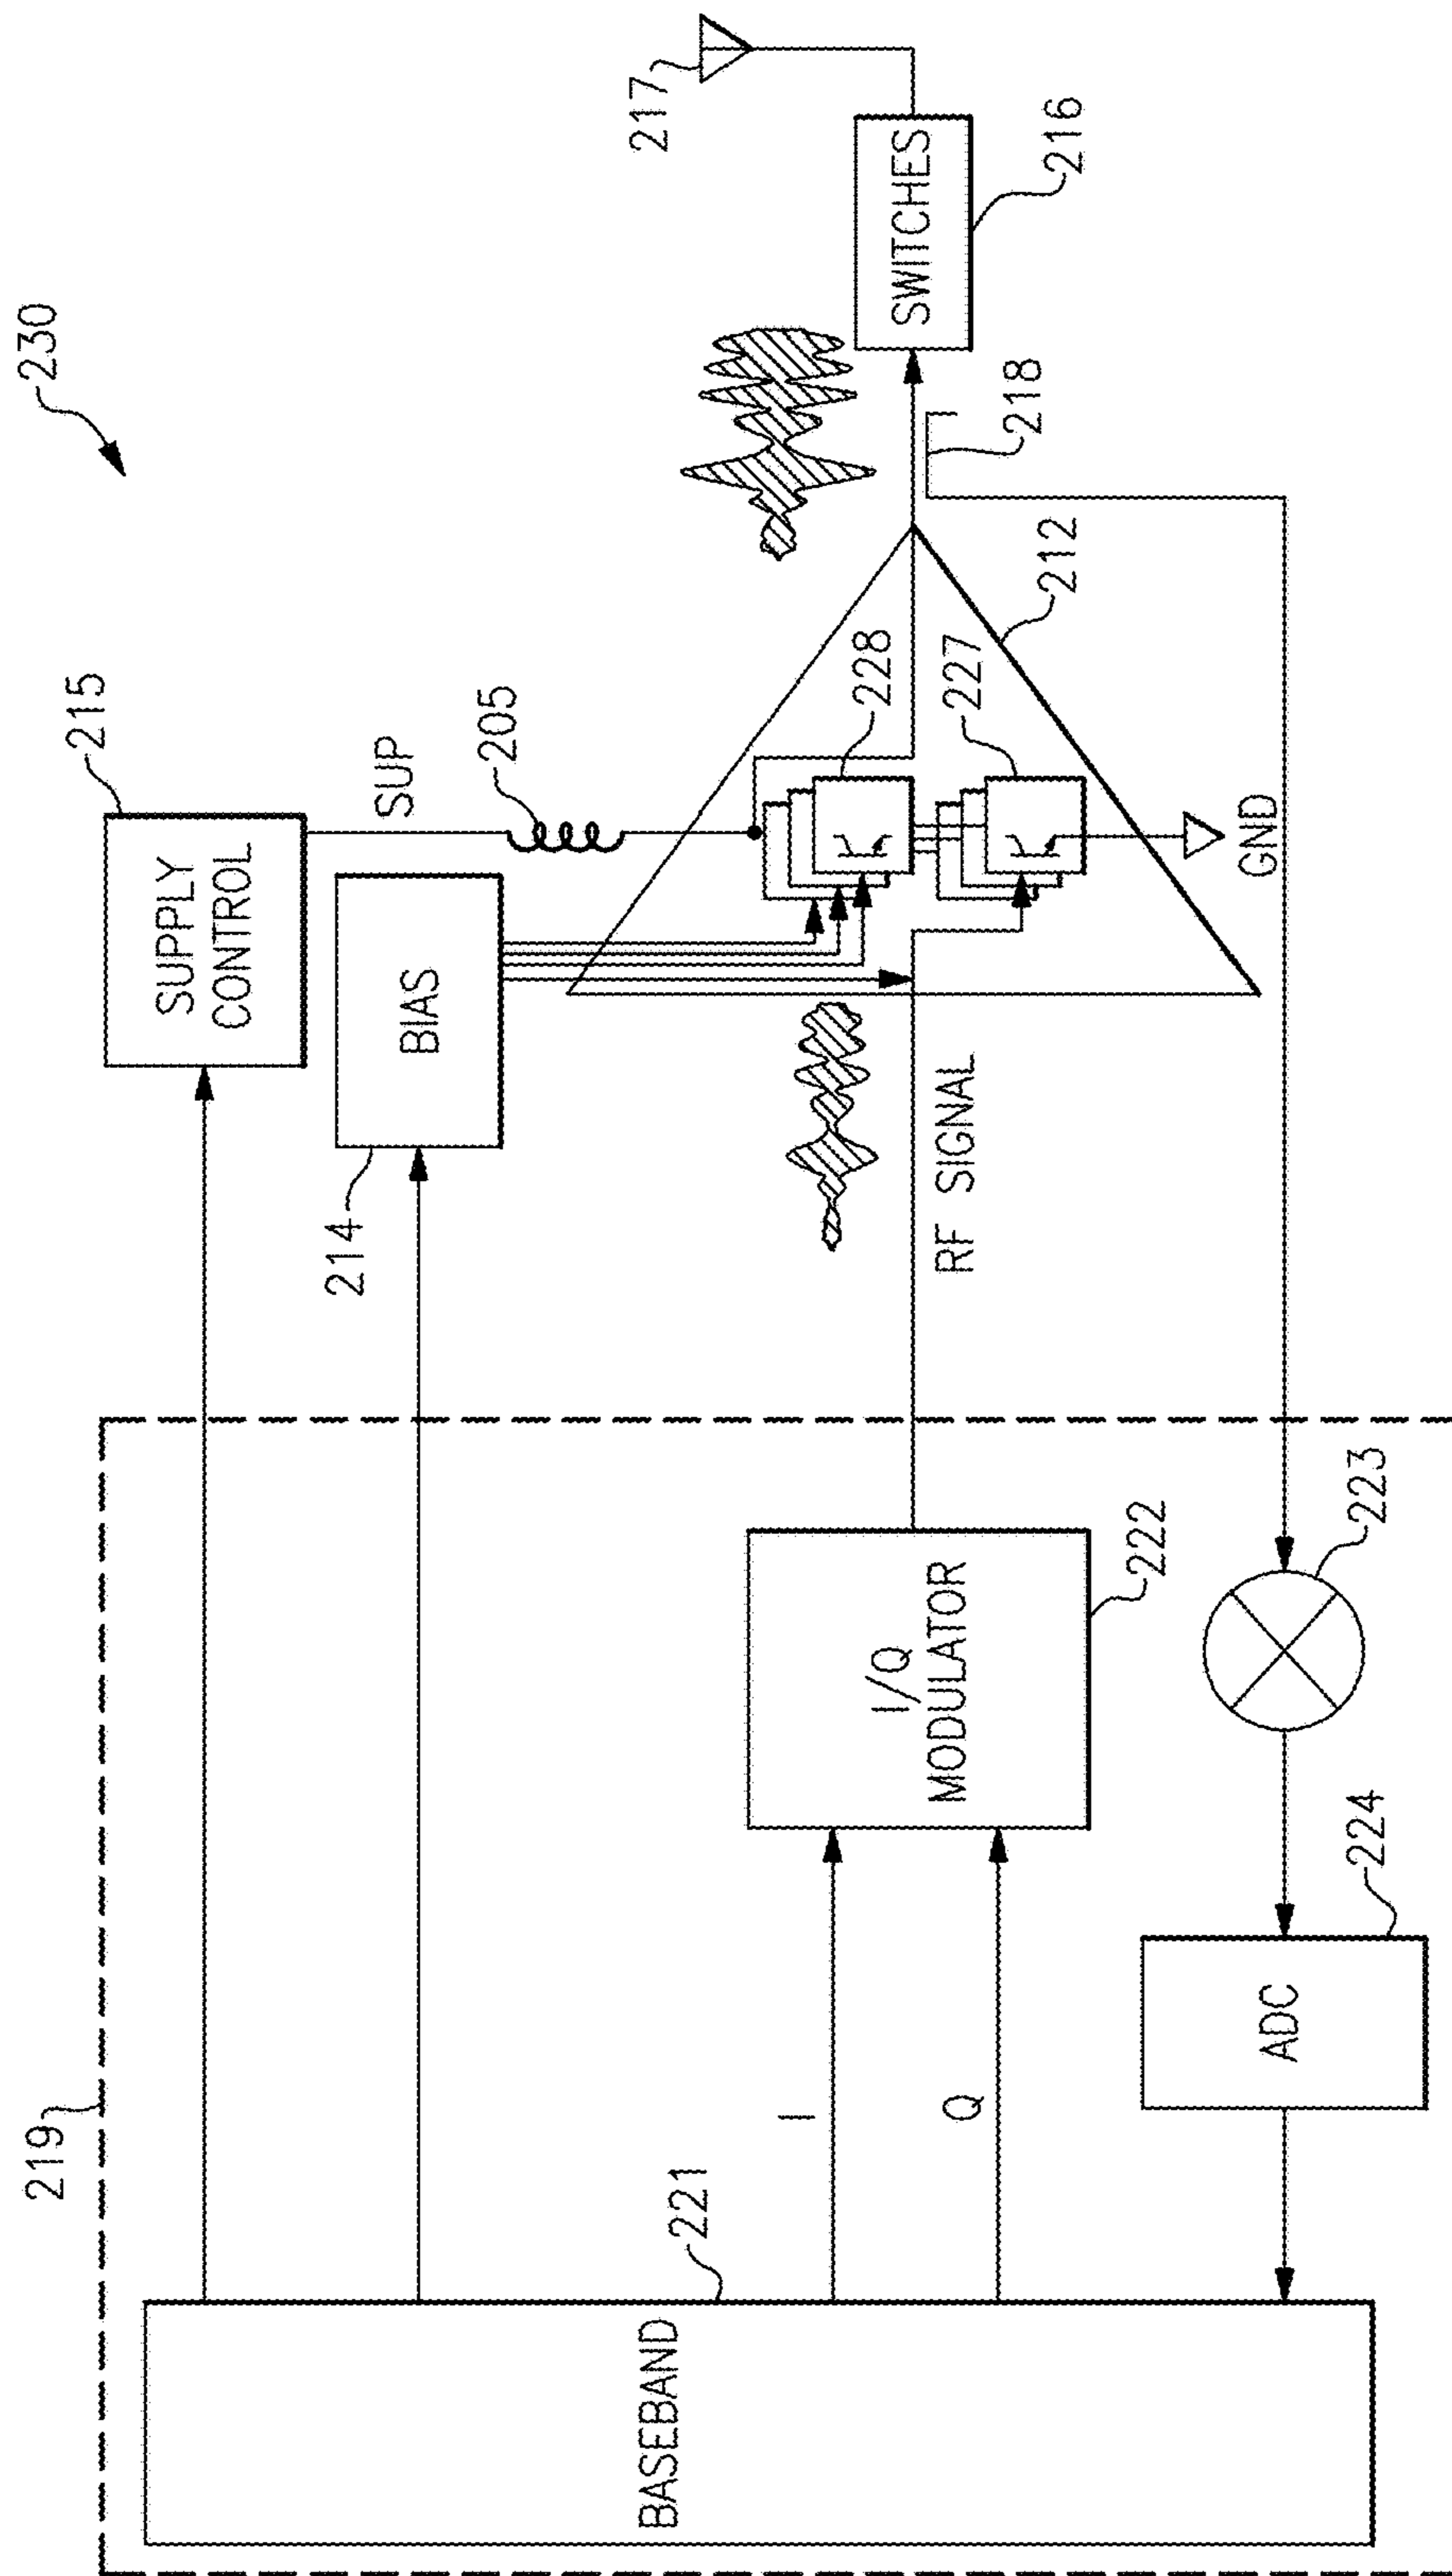 230
219
215
SUPPLY
CONTROL
SUP
205
BIAS
214
217
SWITCHES
216
218
228
227
212
GND
RF SIGNAL
I/Q
MODULATOR
222
I
Q
221
BASEBAND
223
ADC
224